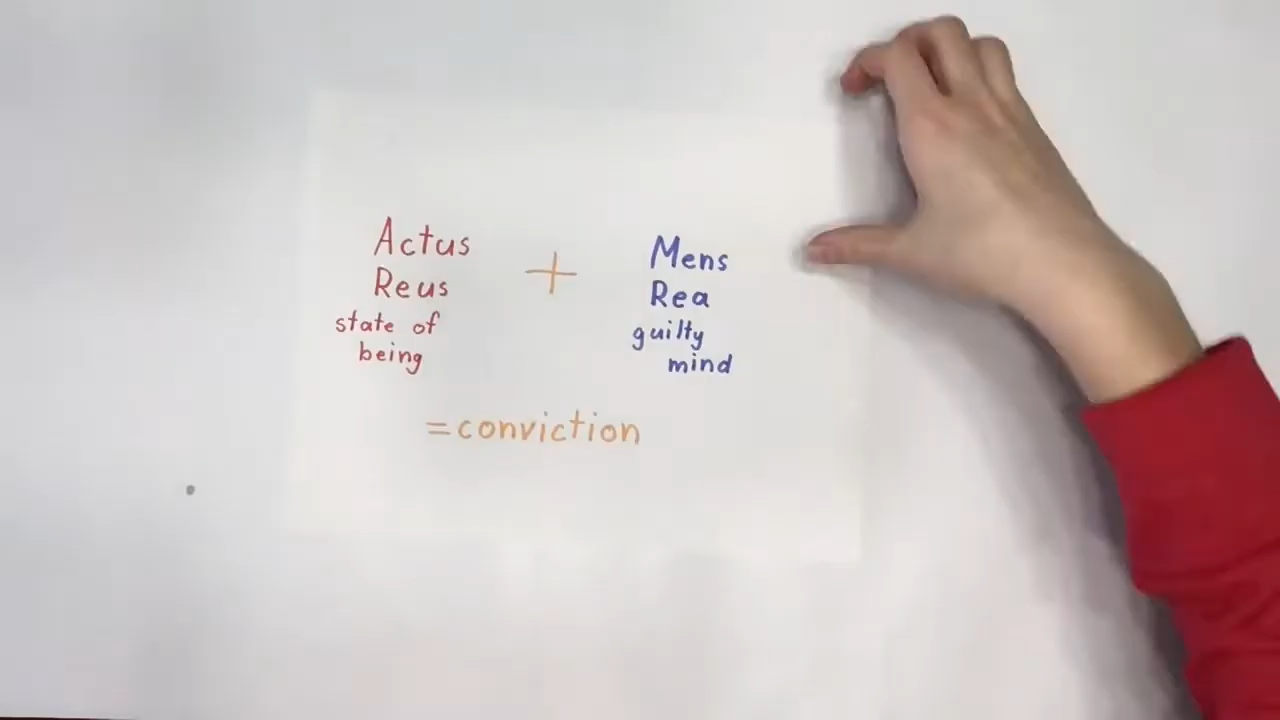 Actus
Reus
state of
being
+
Mens
Rea
guilty
mind
=conviction